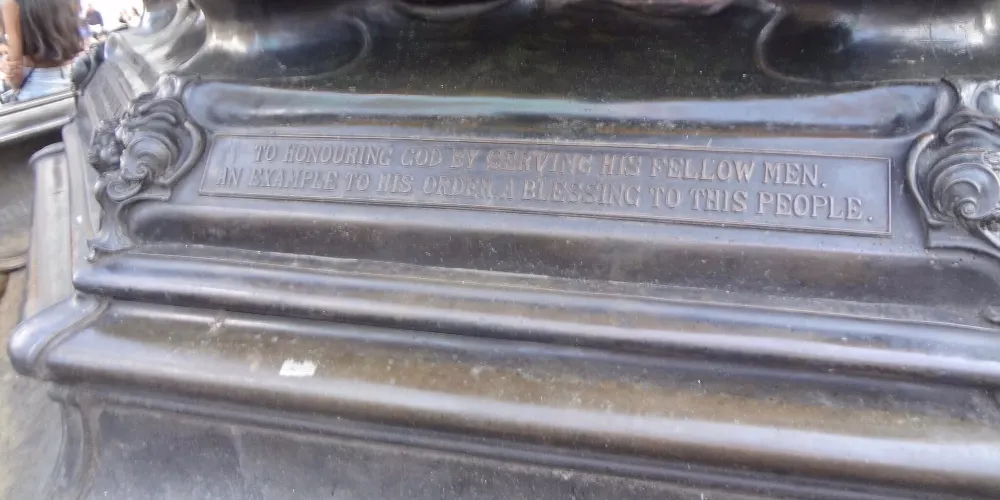 TO HONOURING GOD BY SERVING HIS FELLOW MEN.
AN EXAMPLE TO HIS ORDER, A BLESSING TO THIS PEOPLE.